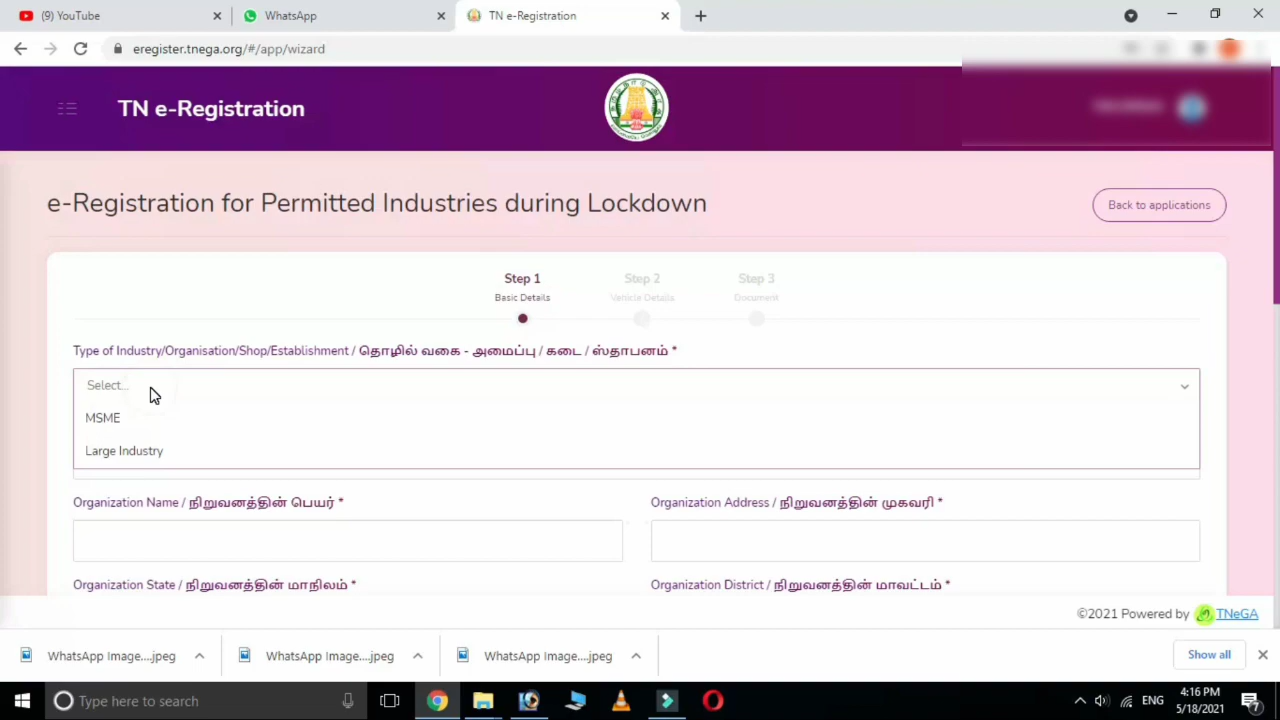 (9) YouTube
WhatsApp
TN e-Registration
eregister.tnega.org/#/app/wizard
TN e-Registration
e-Registration for Permitted Industries during Lockdown
Back to applications
Step 1
Step 2
Step 3
Basic Details
Vehicle Details
Document
Type of Industry/Organisation/Shop/Establishment / தொழில் வகை - அமைப்பு / கடை / ஸ்தாபனம் *
Select...
MSME
Large Industry
Organization Name / நிறுவனத்தின் பெயர் *
Organization Address / நிறுவனத்தின் முகவரி *
Organization State / நிறுவனத்தின் மாநிலம் *
Organization District / நிறுவனத்தின் மாவட்டம் *
©2021 Powered by TNeGA
WhatsApp Image....jpeg
WhatsApp Image....jpeg
WhatsApp Image....jpeg
Show all
Type here to search
ENG
4:16 PM
5/18/2021
7